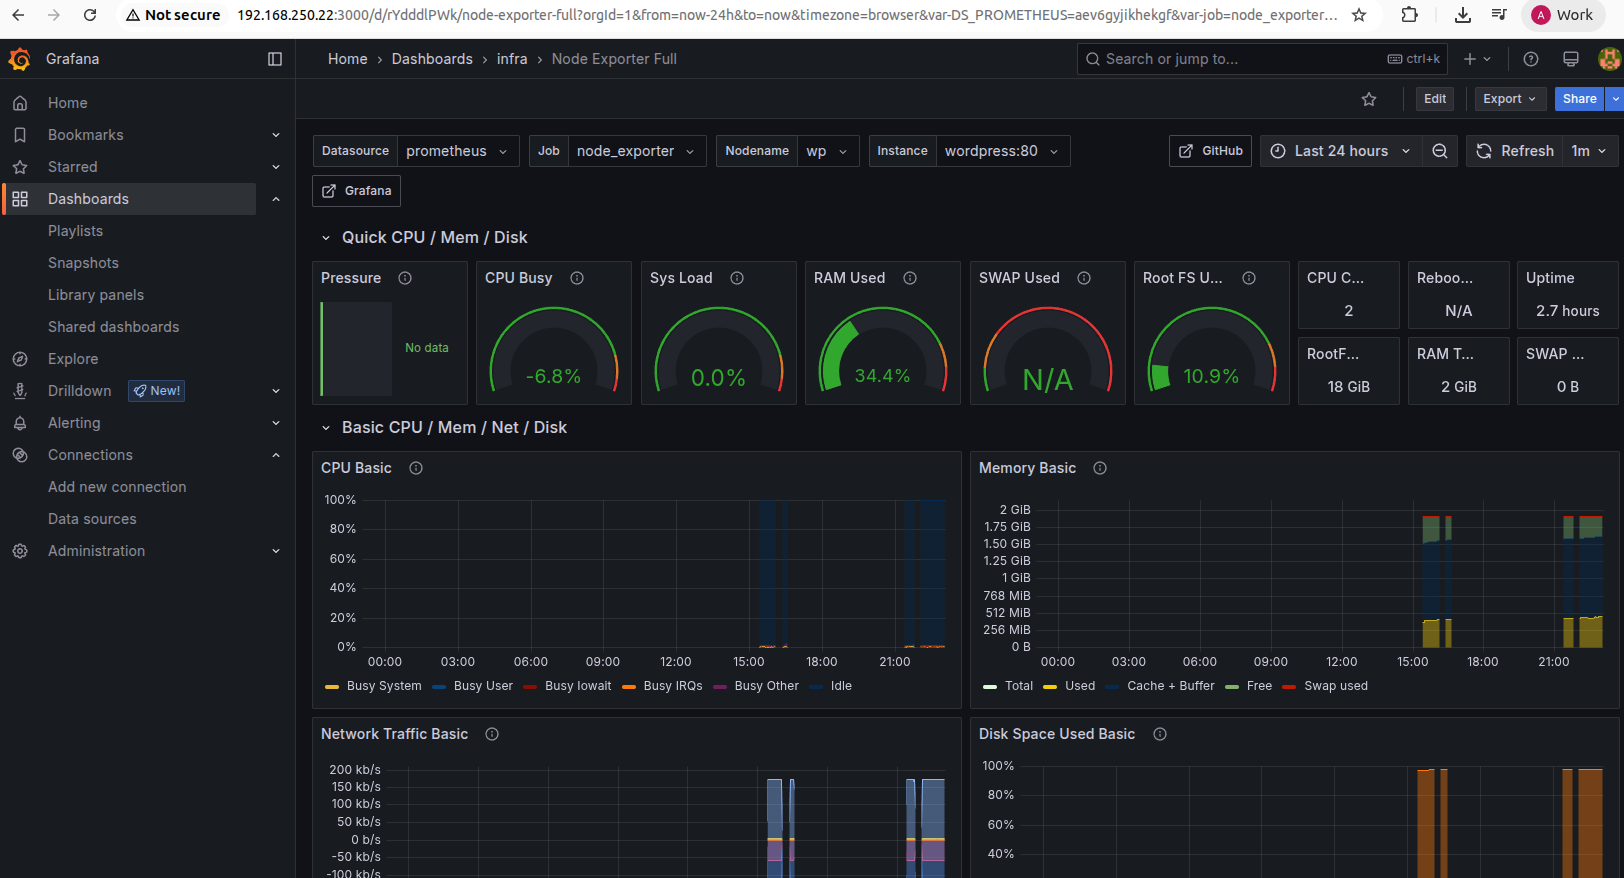 Not secure
192.168.250.22:3000/d/rYdddlPWk/node-exporter-full?orgId=1&from=now-24h&to=now&timezone=browser&var-DS_PROMETHEUS=aev6gyjikhekgf&var-job=node_exporter...
A Work
Grafana
Home › Dashboards › infra › Node Exporter Full
Search or jump to...
ctrl+k
Edit
Export
Share
Home
Bookmarks
Starred
Dashboards
Playlists
Snapshots
Library panels
Shared dashboards
Explore
Drilldown
New!
Alerting
Connections
Add new connection
Data sources
Administration
Datasource prometheus
Job node_exporter
Nodename wp
Instance wordpress:80
GitHub
Last 24 hours
Refresh 1m
Grafana
Quick CPU / Mem / Disk
Pressure
No data
CPU Busy
-6.8%
Sys Load
0.0%
RAM Used
34.4%
SWAP Used
N/A
Root FS U...
10.9%
CPU C...
2
Reboo...
N/A
Uptime
2.7 hours
RootF...
18 GiB
RAM T...
2 GiB
SWAP ...
0 B
Basic CPU / Mem / Net / Disk
CPU Basic
100%
80%
60%
40%
20%
0%
00:00 03:00 06:00 09:00 12:00 15:00 18:00 21:00
Busy System Busy User Busy Iowait Busy IRQs Busy Other Idle
Memory Basic
2 GiB
1.75 GiB
1.50 GiB
1.25 GiB
1 GiB
768 MiB
512 MiB
256 MiB
0 B
00:00 03:00 06:00 09:00 12:00 15:00 18:00 21:00
Total Used Cache + Buffer Free Swap used
Network Traffic Basic
200 kb/s
150 kb/s
100 kb/s
50 kb/s
0 b/s
-50 kb/s
-100 kb/s
Disk Space Used Basic
100%
80%
60%
40%